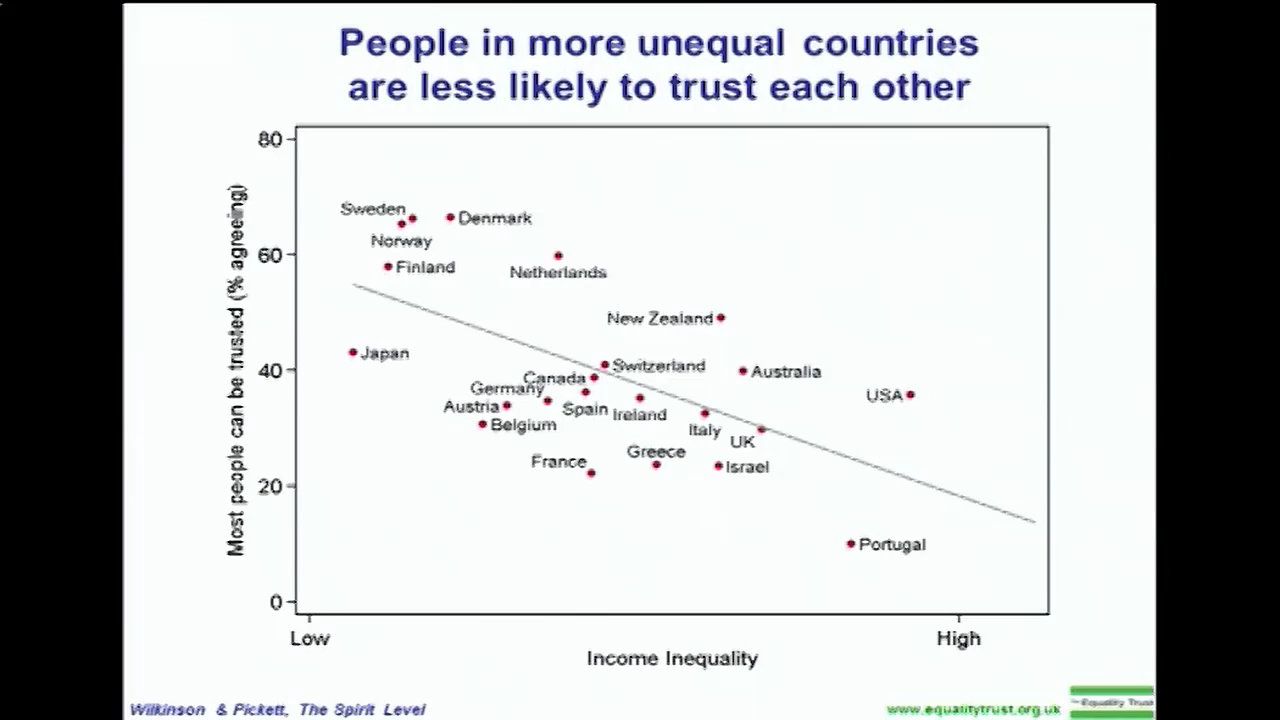 People in more unequal countries
are less likely to trust each other
80
60
40
20
0
Most people can be trusted (% agreeing)
Sweden
Denmark
Norway
Finland
Netherlands
New Zealand
Japan
Switzerland
Australia
Canada
Germany
USA
Austria
Spain
Ireland
Belgium
Italy
UK
Greece
France
Israel
Portugal
Low
High
Income Inequality
Wilkinson & Pickett, The Spirit Level
www.equalitytrust.org.uk
The Equality Trust